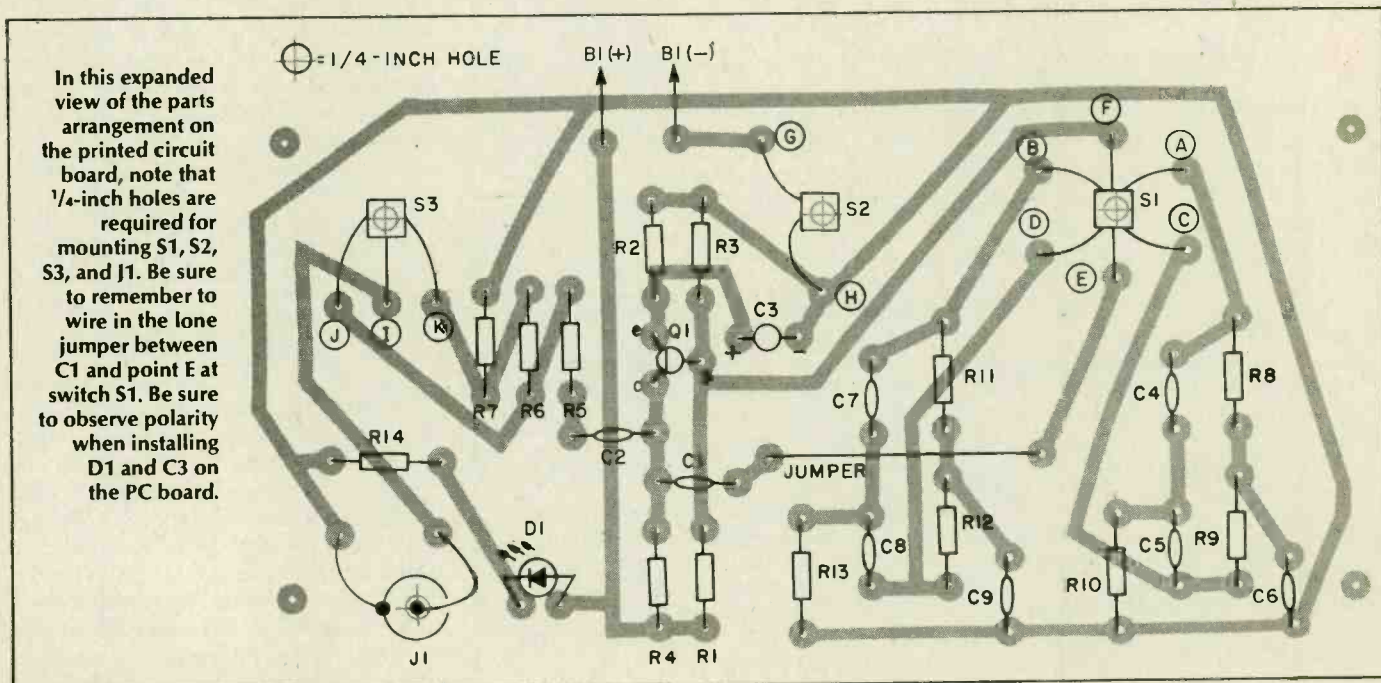 In this expanded
view of the parts
arrangement on
the printed circuit
board, note that
1/4-inch holes are
required for
mounting S1, S2,
S3, and J1. Be sure
to remember to
wire in the lone
jumper between
C1 and point E at
switch S1. Be sure
to observe polarity
when installing
D1 and C3 on
the PC board.
=1/4-INCH HOLE
B1(+)
B1(-)
F
G
B
A
S3
S2
S1
D
C
R2
R3
E
H
J
I
K
C3
e
Q1
+
-
c
R11
C7
C4
R8
R7
R6
R5
R14
C2
C1
JUMPER
D1
R12
R13
C8
C5
R9
R10
C9
C6
J1
R4
R1